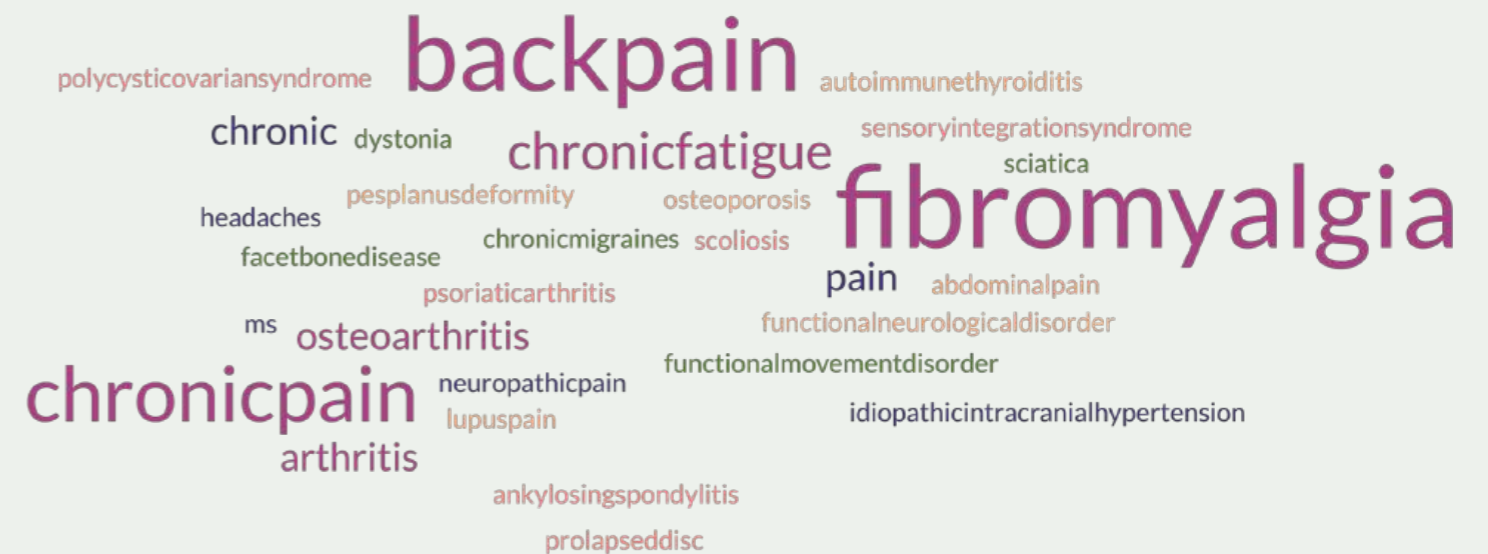 backpain
polycysticovariansyndrome
autoimmunethyroiditis
chronic
dystonia
chronicfatigue
sensoryintegrationsyndrome
sciatica
pesplanusdeformity
osteoporosis
fibromyalgia
headaches
chronicmigraines
scoliosis
facetbonedisease
pain
abdominalpain
psoriaticarthritis
ms
osteoarthritis
functionalneurologicaldisorder
functionalmovementdisorder
chronicpain
neuropathicpain
lupuspain
idiopathicintracranialhypertension
arthritis
ankylosingspondylitis
prolapseddisc